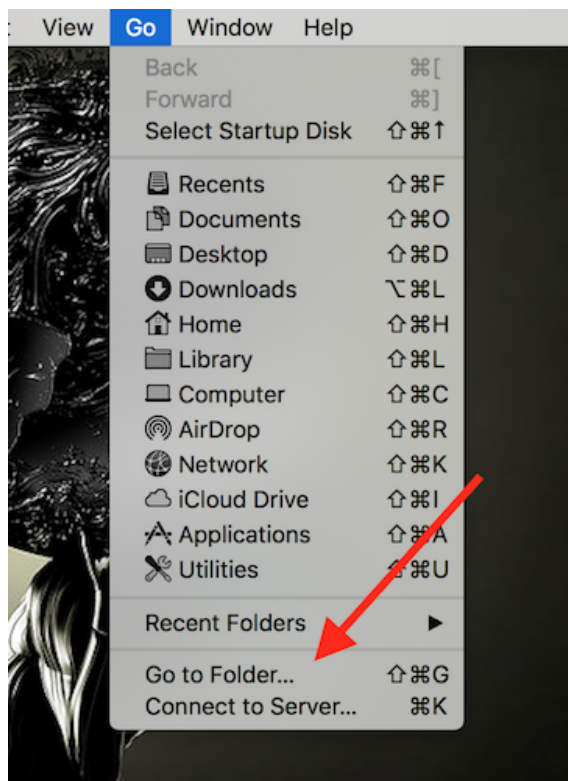 View Go Window Help
Back ⌘[
Forward ⌘]
Select Startup Disk ⇧⌘↑
Recents ⇧⌘F
Documents ⇧⌘O
Desktop ⇧⌘D
Downloads ⌥⌘L
Home ⇧⌘H
Library ⇧⌘L
Computer ⇧⌘C
AirDrop ⇧⌘R
Network ⇧⌘K
iCloud Drive ⇧⌘I
Applications ⇧⌘A
Utilities ⇧⌘U
Recent Folders ▶
Go to Folder... ⇧⌘G
Connect to Server... ⌘K